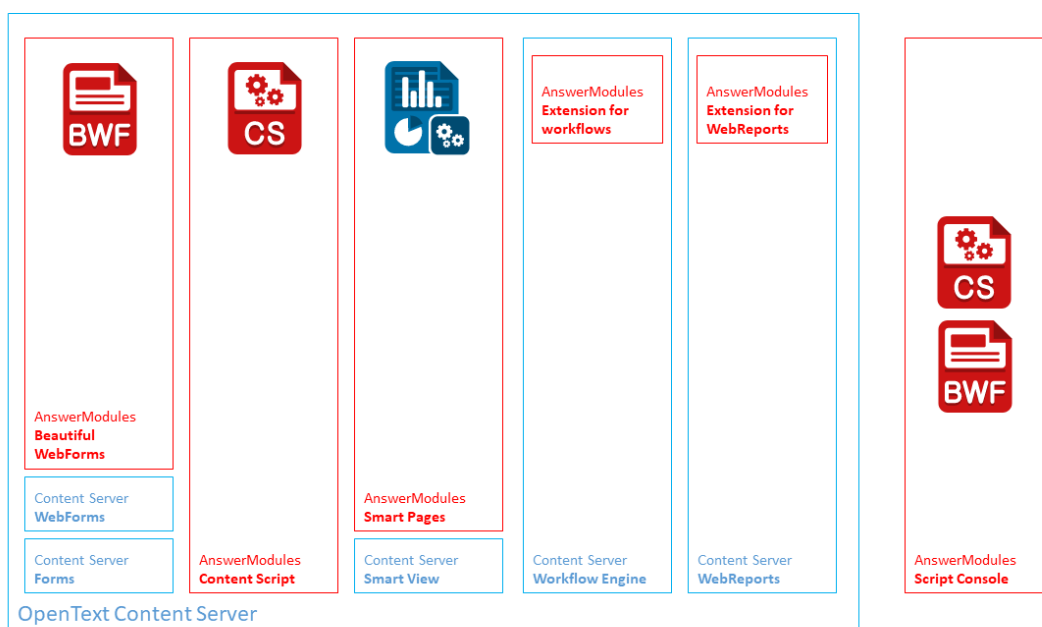 BWF
CS
AnswerModules
Extension for
workflows
AnswerModules
Extension for
WebReports
CS
BWF
AnswerModules
Beautiful
WebForms
Content Server
WebForms
AnswerModules
Smart Pages
Content Server
Forms
AnswerModules
Content Script
Content Server
Smart View
Content Server
Workflow Engine
Content Server
WebReports
AnswerModules
Script Console
OpenText Content Server